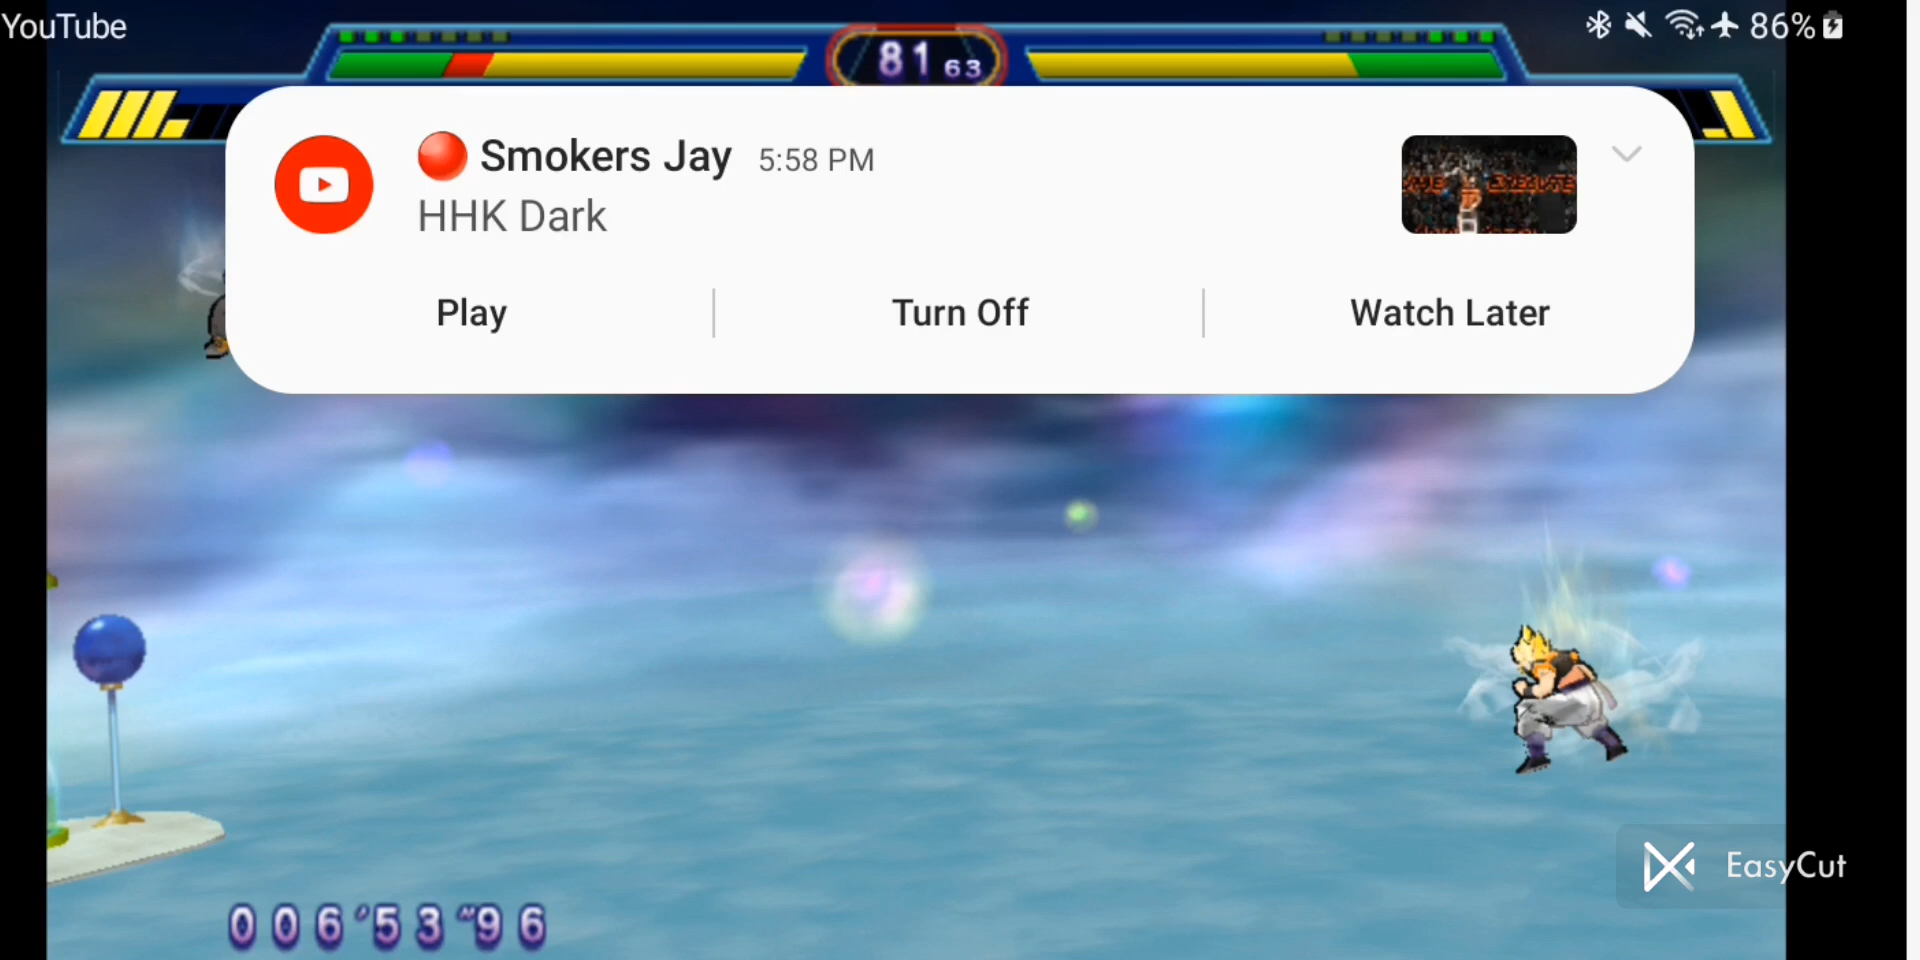 YouTube
86%
81 63
🔴 Smokers Jay 5:58 PM
HHK Dark
Play
Turn Off
Watch Later
EasyCut
006'53"96